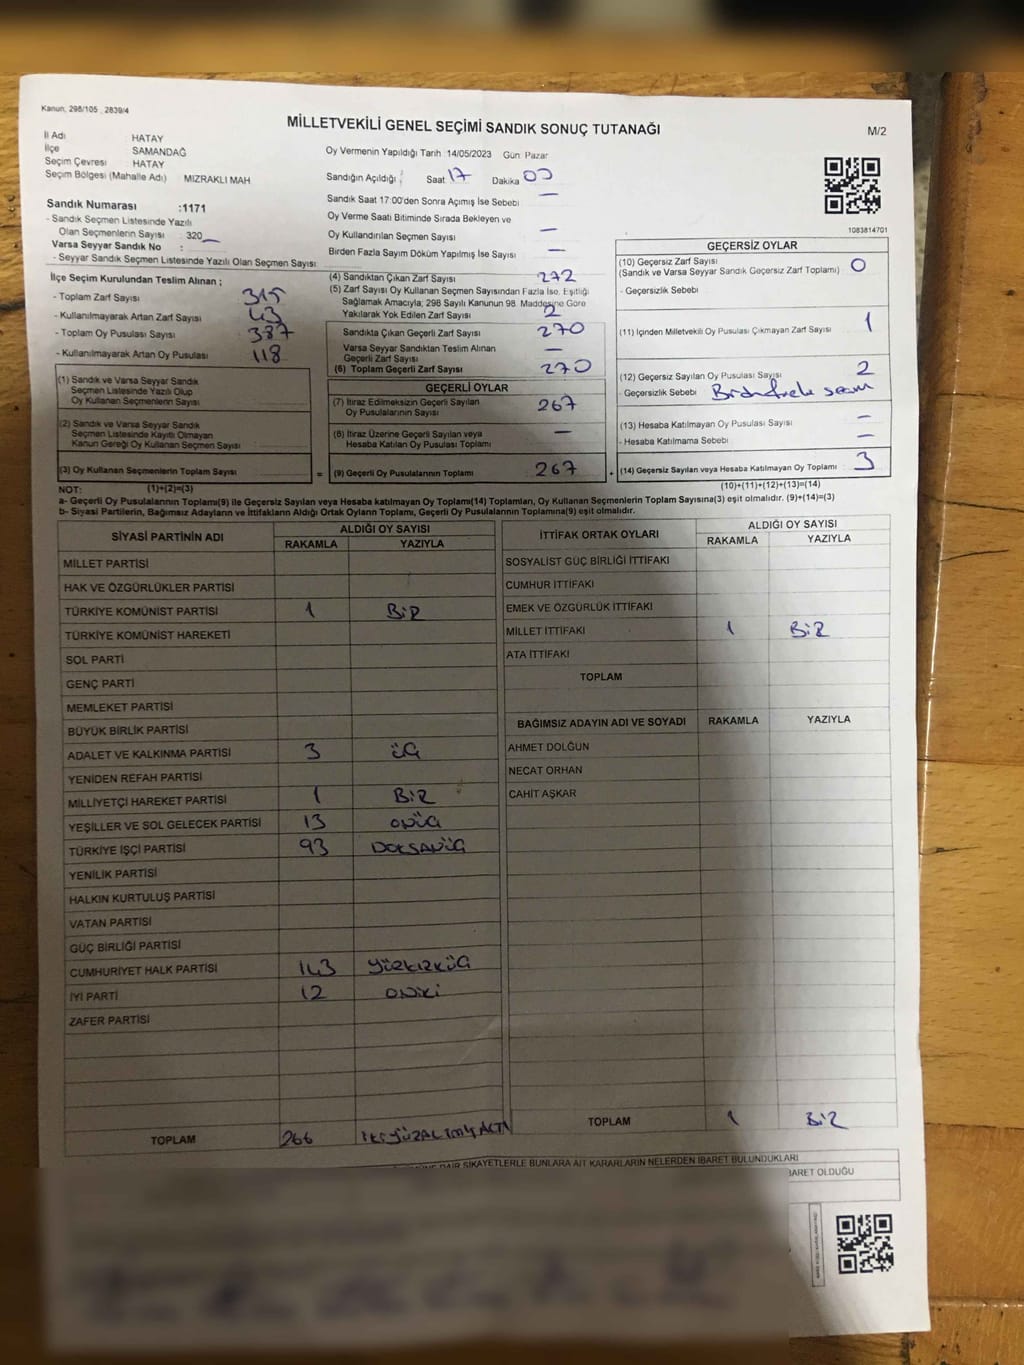 Kanun, 298/105 , 2839/4
MİLLETVEKİLİ GENEL SEÇİMİ SANDIK SONUÇ TUTANAĞI
M/2
İl Adı HATAY
İlçe SAMANDAĞ
Seçim Çevresi HATAY
Seçim Bölgesi (Mahalle Adı) MIZRAKLI MAH
Sandık Numarası :1171
- Sandık Seçmen Listesinde Yazılı
Olan Seçmenlerin Sayısı : 320
Varsa Seyyar Sandık No :
- Seyyar Sandık Seçmen Listesinde Yazılı Olan Seçmen Sayısı:
Oy Vermenin Yapıldığı Tarih :14/05/2023 Gün: Pazar
Sandığın Açıldığı Saat 17 Dakika 00
Sandık Saat 17:00'den Sonra Açımış İse Sebebi —
Oy Verme Saati Bitiminde Sırada Bekleyen ve
Oy Kullandırılan Seçmen Sayısı —
Birden Fazla Sayım Döküm Yapılmış İse Sayısı —
1083814701
İlçe Seçim Kurulundan Teslim Alınan ;
- Toplam Zarf Sayısı 315
- Kullanılmayarak Artan Zarf Sayısı 43
- Toplam Oy Pusulası Sayısı 387
- Kullanılmayarak Artan Oy Pusulası 118
(1) Sandık ve Varsa Seyyar Sandık
Seçmen Listesinde Yazılı Olup
Oy Kullanan Seçmenlerin Sayısı
(2) Sandık ve Varsa Seyyar Sandık
Seçmen Listesinde Kayıtlı Olmayan
Kanun Gereği Oy Kullanan Seçmen Sayısı
(3) Oy Kullanan Seçmenlerin Toplam Sayısı =
(4) Sandıktan Çıkan Zarf Sayısı 272
(5) Zarf Sayısı Oy Kullanan Seçmen Sayısından Fazla İse, Eşitliği
Sağlamak Amacıyla; 298 Sayılı Kanunun 98. Maddesine Göre
Yakılarak Yok Edilen Zarf Sayısı 2
Sandıkta Çıkan Geçerli Zarf Sayısı 270
Varsa Seyyar Sandıktan Teslim Alınan
Geçerli Zarf Sayısı —
(6) Toplam Geçerli Zarf Sayısı 270
GEÇERLİ OYLAR
(7) İtiraz Edilmeksizin Geçerli Sayılan
Oy Pusulalarının Sayısı 267
(8) İtiraz Üzerine Geçerli Sayılan veya
Hesaba Katılan Oy Pusulası Toplamı —
(9) Geçerli Oy Pusulalarının Toplamı 267 +
GEÇERSİZ OYLAR
(10) Geçersiz Zarf Sayısı 0
(Sandık ve Varsa Seyyar Sandık Geçersiz Zarf Toplamı)
- Geçersizlik Sebebi
(11) İçinden Milletvekili Oy Pusulası Çıkmayan Zarf Sayısı 1
(12) Geçersiz Sayılan Oy Pusulası Sayısı 2
- Geçersizlik Sebebi
(13) Hesaba Katılmayan Oy Pusulası Sayısı —
- Hesaba Katılmama Sebebi —
(14) Geçersiz Sayılan veya Hesaba Katılmayan Oy Toplamı 3
NOT: (1)+(2)=(3)
(10)+(11)+(12)+(13)=(14)
a- Geçerli Oy Pusulalarının Toplamı(9) ile Geçersiz Sayılan veya Hesaba katılmayan Oy Toplamı(14) Toplamları, Oy Kullanan Seçmenlerin Toplam Sayısına(3) eşit olmalıdır. (9)+(14)=(3)
b- Siyasi Partilerin, Bağımsız Adayların ve İttifakların Aldığı Ortak Oyların Toplamı, Geçerli Oy Pusulalarının Toplamına(9) eşit olmalıdır.
SİYASİ PARTİNİN ADI ALDIĞI OY SAYISI
RAKAMLA YAZIYLA
MİLLET PARTİSİ
HAK VE ÖZGÜRLÜKLER PARTİSİ
TÜRKİYE KOMÜNİST PARTİSİ 1 BİR
TÜRKİYE KOMÜNİST HAREKETİ
SOL PARTİ
GENÇ PARTİ
MEMLEKET PARTİSİ
BÜYÜK BİRLİK PARTİSİ
ADALET VE KALKINMA PARTİSİ 3 ÜÇ
YENİDEN REFAH PARTİSİ
MİLLİYETÇİ HAREKET PARTİSİ 1 BİR
YEŞİLLER VE SOL GELECEK PARTİSİ 13 ONÜÇ
TÜRKİYE İŞÇİ PARTİSİ 93 DOKSANÜÇ
YENİLİK PARTİSİ
HALKIN KURTULUŞ PARTİSİ
VATAN PARTİSİ
GÜÇ BİRLİĞİ PARTİSİ
CUMHURİYET HALK PARTİSİ 143 YÜZKIRKÜÇ
İYİ PARTİ 12 ONİKİ
ZAFER PARTİSİ
TOPLAM 266 İKİYÜZALTMIŞALTI
İTTİFAK ORTAK OYLARI ALDIĞI OY SAYISI
RAKAMLA YAZIYLA
SOSYALİST GÜÇ BİRLİĞİ İTTİFAKI
CUMHUR İTTİFAKI
EMEK VE ÖZGÜRLÜK İTTİFAKI
MİLLET İTTİFAKI 1 BİR
ATA İTTİFAKI
TOPLAM
BAĞIMSIZ ADAYIN ADI VE SOYADI RAKAMLA YAZIYLA
AHMET DOLĞUN
NECAT ORHAN
CAHİT AŞKAR
TOPLAM 1 BİR
DAİR ŞİKAYETLERLE BUNLARA AİT KARARLARIN NELERDEN İBARET BULUNDUKLARI
BARET OLDUĞU